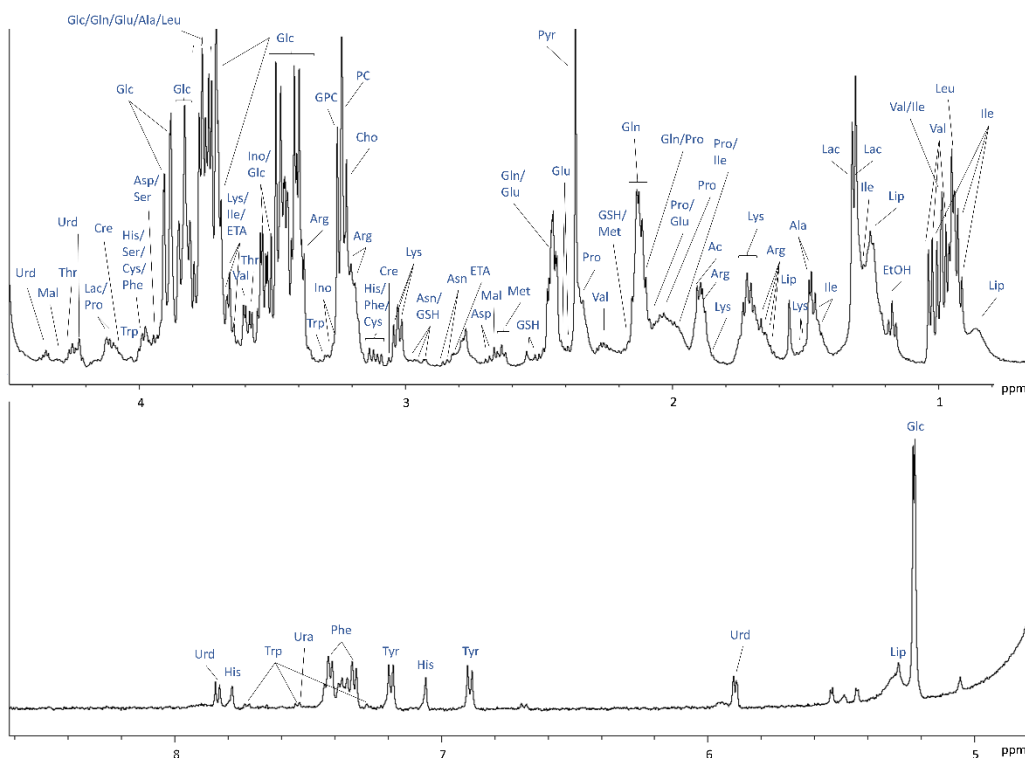 Glc/Gln/Glu/Ala/Leu
Glc
Pyr
PC
GPC
Cho
Glc
Glc
Leu
Val/Ile
Ile
Val
Gln
Gln/Pro
Pro/
Ile
Pro
Pro/
Glu
Lac
Lac
Ile
Lip
Asp/
Ser
Ino/
Glc
Lys/
Ile/
ETA
Arg
Arg
Gln/
Glu
Glu
GSH/
Met
Lys
Ala
Urd
Cre
His/
Ser/
Cys/
Phe
Thr
Val
Cre
Lys
Pro
Ac
Arg
Arg
Lip
EtOH
Urd
Mal
Thr
Lac/
Pro
Trp
Ino
Trp
His/
Phe/
Cys
Asn/
GSH
Asn
ETA
Asp
Mal
Met
GSH
Val
Lys
Lys
Ile
Lip
4
3
2
1
ppm
Glc
Urd
His
Trp
Ura
Phe
Tyr
His
Tyr
Urd
Lip
8
7
6
5
ppm